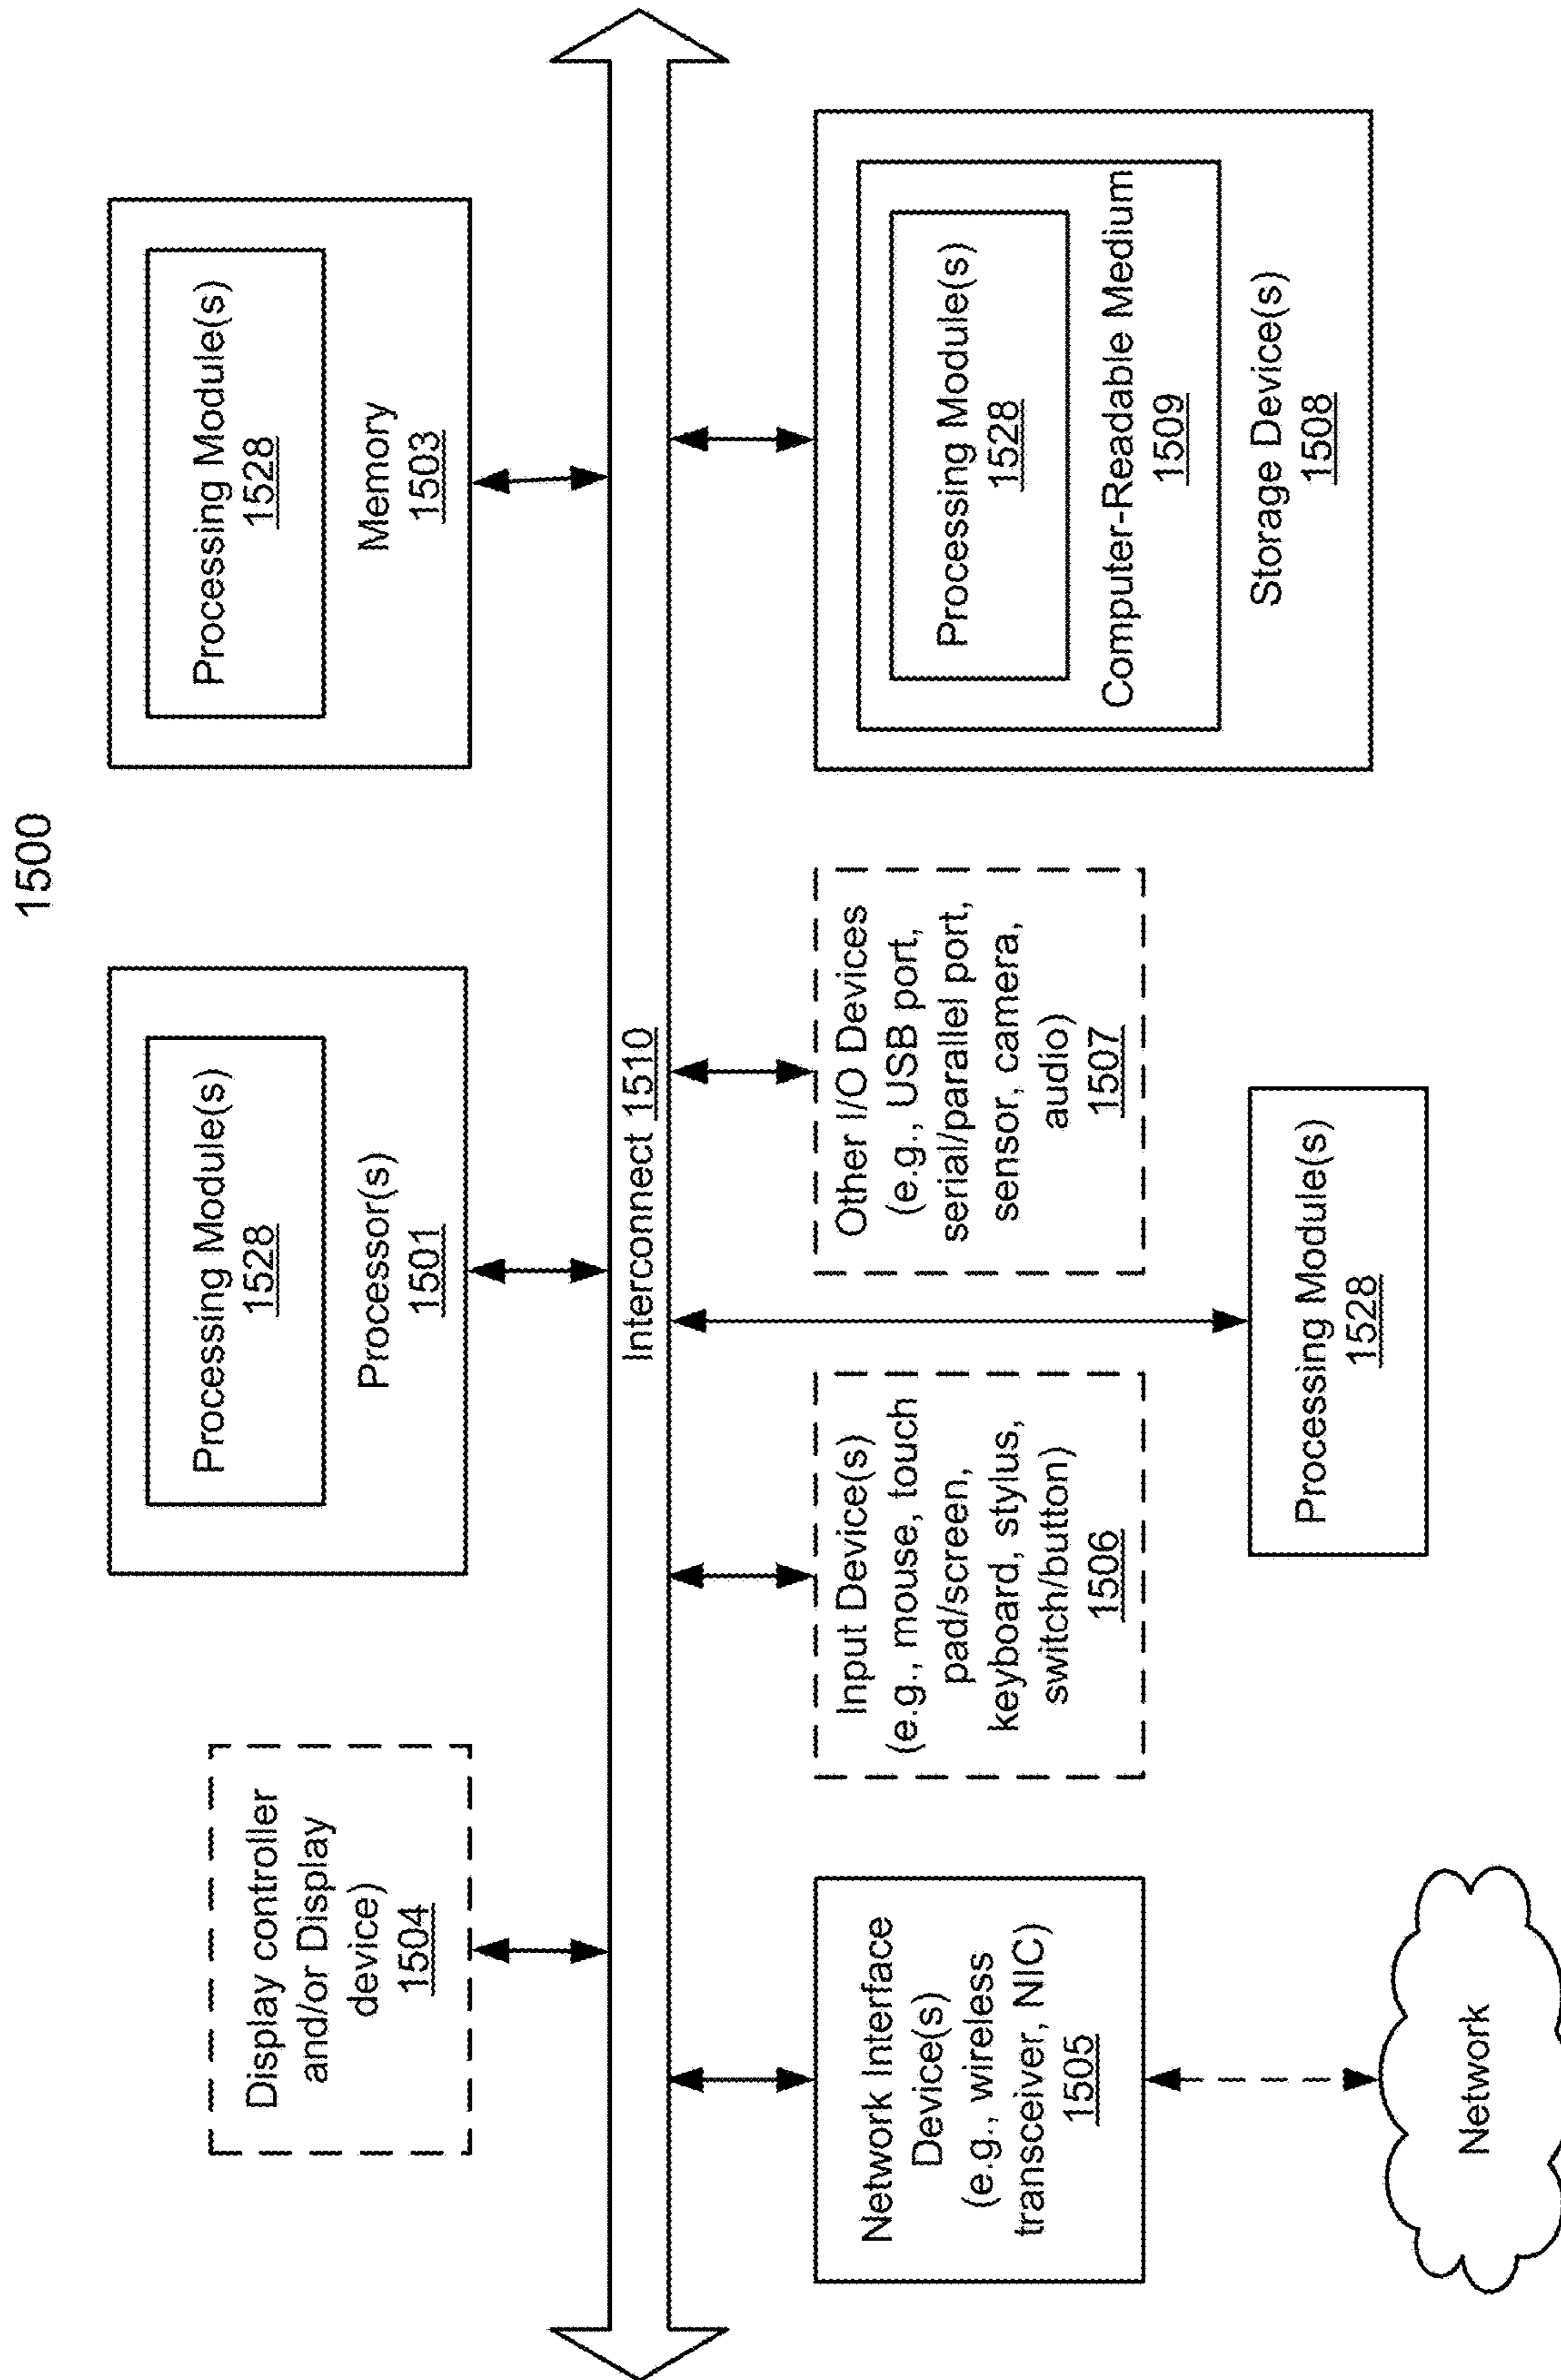 1500
Display controller
and/or Display
device)
1504
Processing Module(s)
1528
Processor(s)
1501
Processing Module(s)
1528
Memory
1503
Interconnect 1510
Network Interface
Device(s)
(e.g., wireless
transceiver, NIC)
1505
Input Device(s)
(e.g., mouse, touch
pad/screen,
keyboard, stylus,
switch/button)
1506
Other I/O Devices
(e.g., USB port,
serial/parallel port,
sensor, camera,
audio)
1507
Processing Module(s)
1528
Computer-Readable Medium
1509
Storage Device(s)
1508
Processing Module(s)
1528
Network